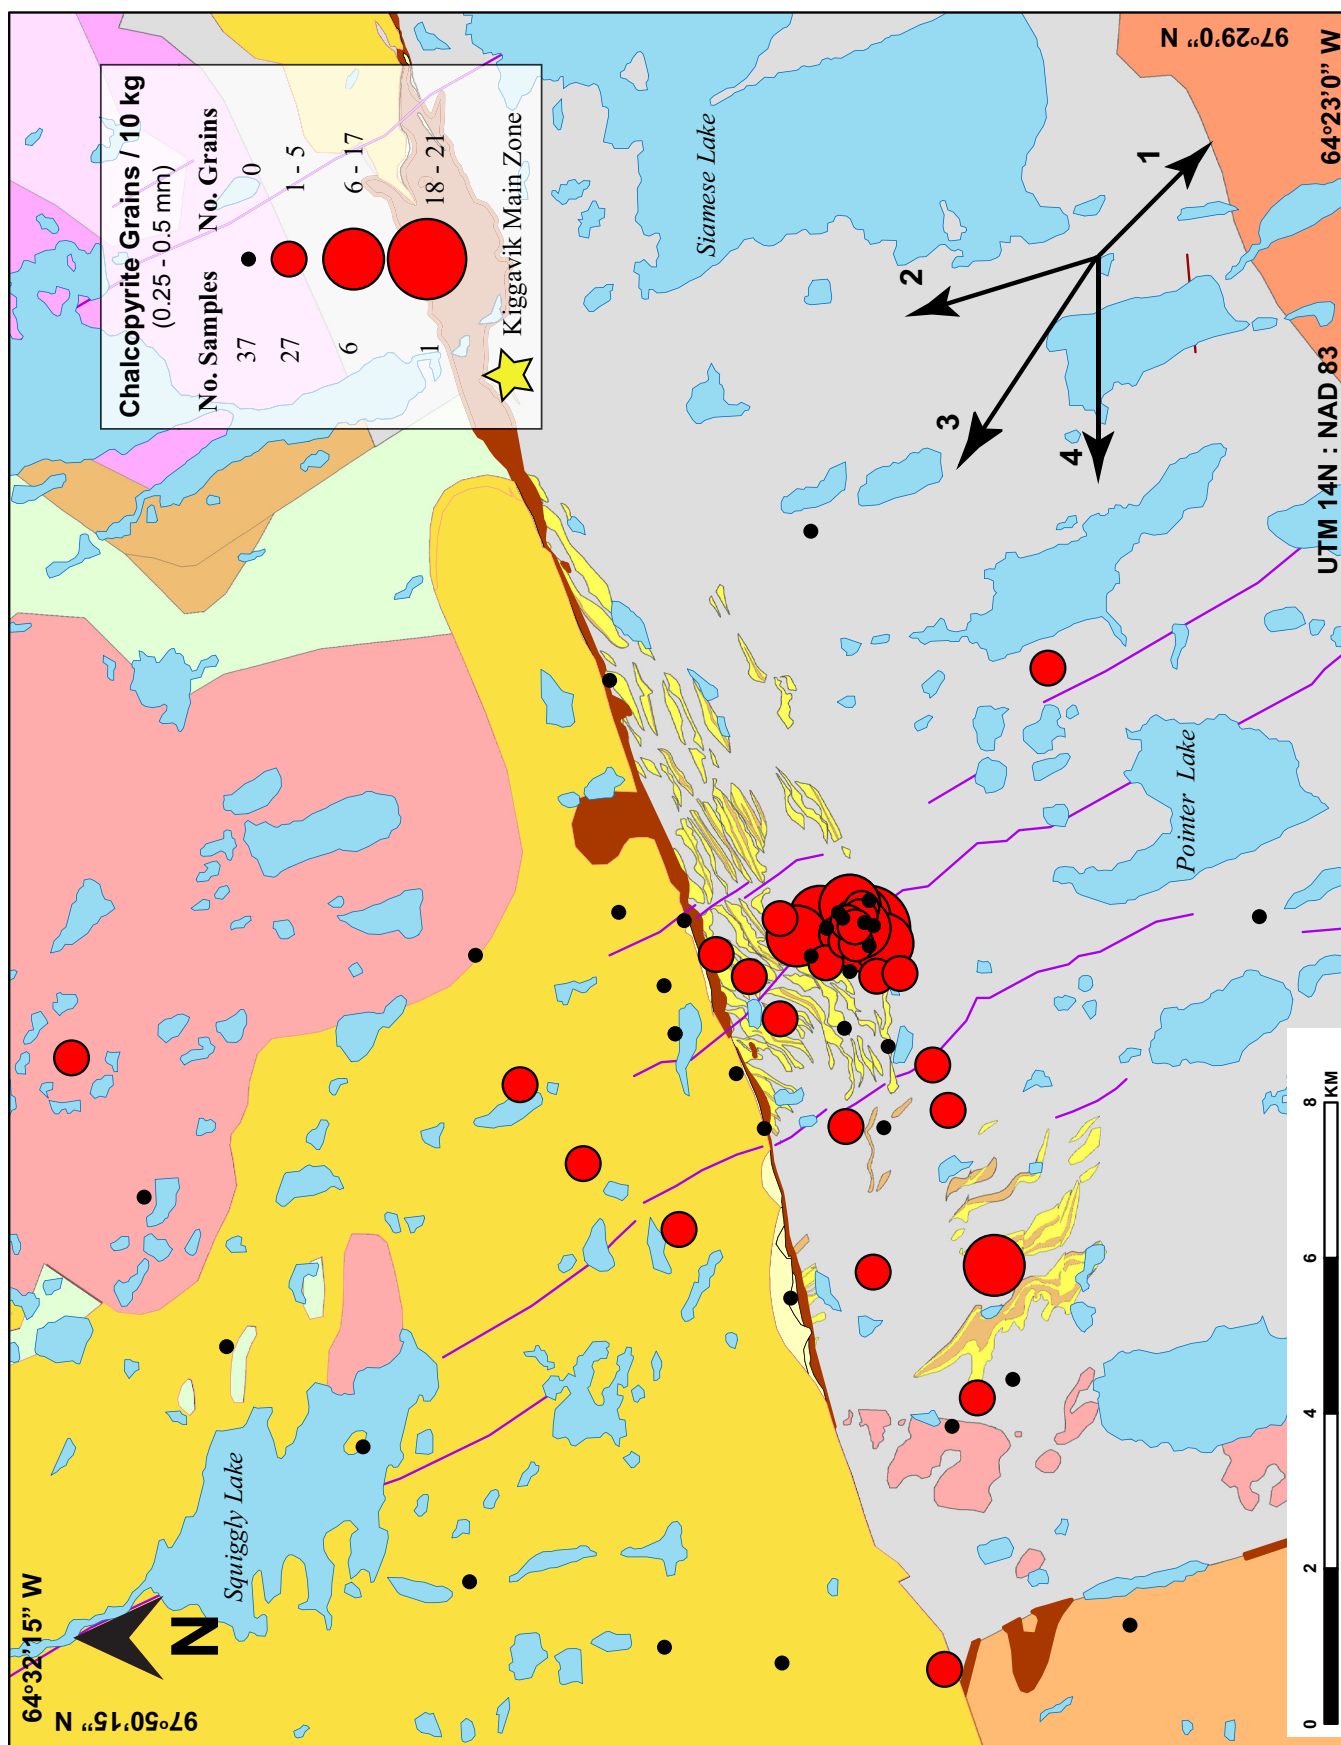 64°32'15” W
97°50'15” N
N
Squiggly Lake
Chalcopyrite Grains / 10 kg
(0.25 - 0.5 mm)
No. Samples No. Grains
37 0
27 1 - 5
6 6 - 17
1 18 - 21
Kiggavik Main Zone
Siamese Lake
Pointer Lake
1
2
3
4
97°29'0” N
64°23'0” W
UTM 14N : NAD 83
0 2 4 6 8
KM